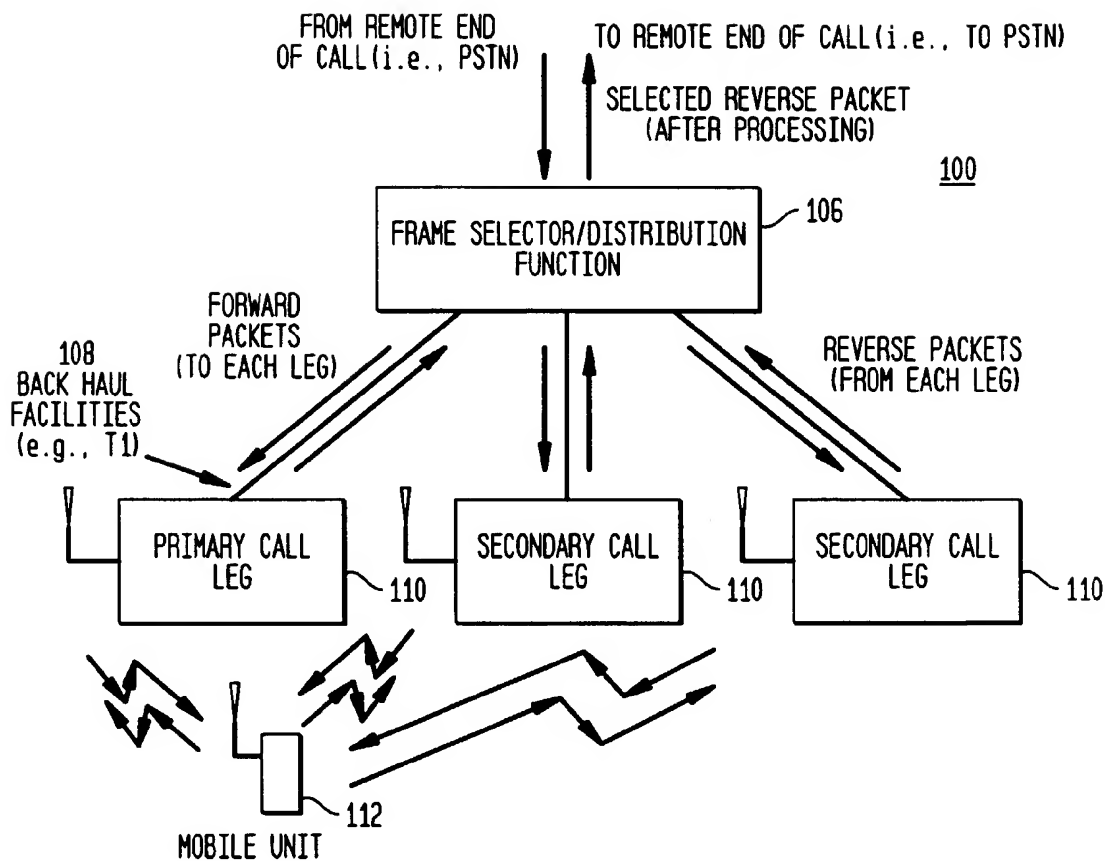 FROM REMOTE END
OF CALL(i.e., PSTN)
TO REMOTE END OF CALL(i.e., TO PSTN)
SELECTED REVERSE PACKET
(AFTER PROCESSING)
100
106
FRAME SELECTOR/DISTRIBUTION
FUNCTION
FORWARD
PACKETS
(TO EACH LEG)
REVERSE PACKETS
(FROM EACH LEG)
108
BACK HAUL
FACILITIES
(e.g., T1)
PRIMARY CALL
LEG
110
SECONDARY CALL
LEG
110
SECONDARY CALL
LEG
110
112
MOBILE UNIT